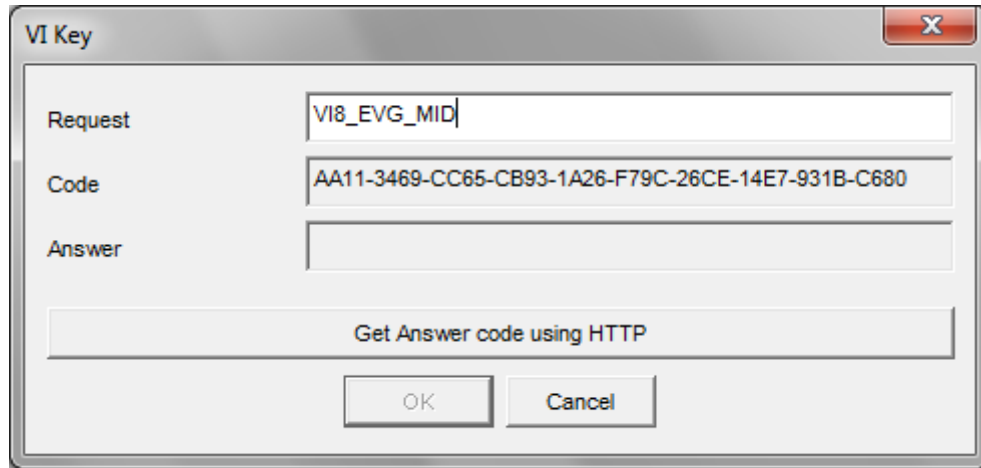 VI Key
Request VI8_EVG_MID
Code AA11-3469-CC65-CB93-1A26-F79C-26CE-14E7-931B-C680
Answer
Get Answer code using HTTP
OK Cancel